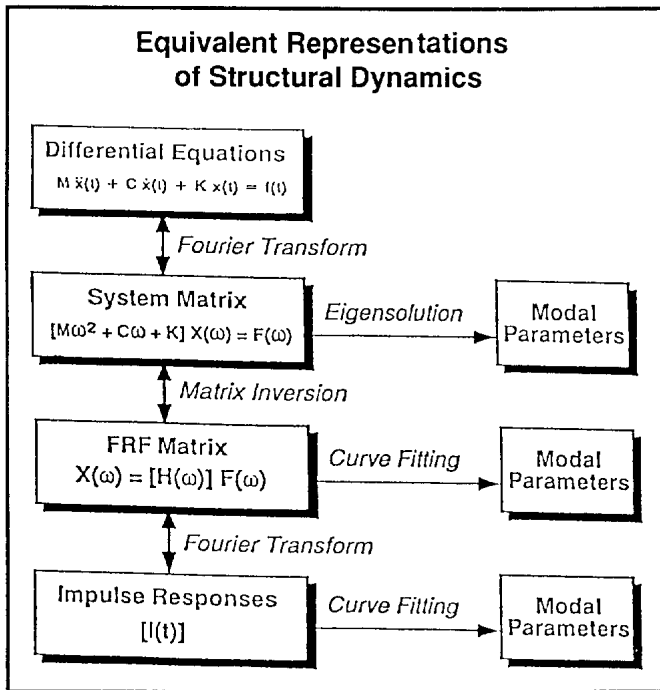 Equivalent Representations
of Structural Dynamics
Differential Equations
M ẍ(t) + C ẋ(t) + K x(t) = f(t)
Fourier Transform
System Matrix
[Mω² + Cω + K] X(ω) = F(ω)
Eigensolution
Modal
Parameters
Matrix Inversion
FRF Matrix
X(ω) = [H(ω)] F(ω)
Curve Fitting
Modal
Parameters
Fourier Transform
Impulse Responses
[I(t)]
Curve Fitting
Modal
Parameters